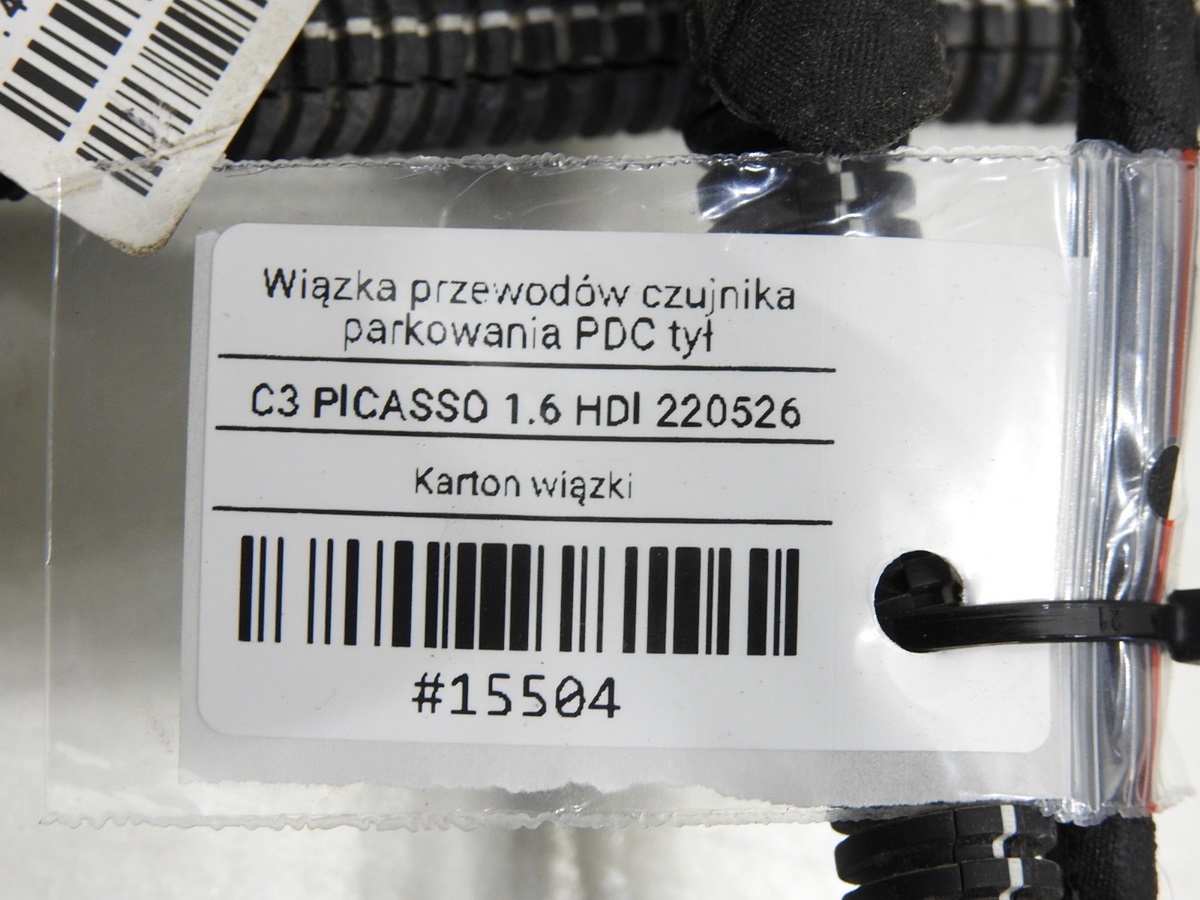 Wiązka przewodów czujnika
parkowania PDC tył
C3 PICASSO 1.6 HDI 220526
Karton wiązki
#15504